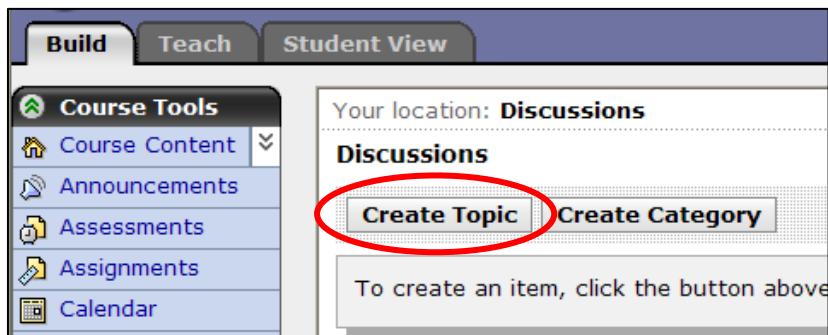 Build Teach Student View
Course Tools
Course Content
Announcements
Assessments
Assignments
Calendar
Your location: Discussions
Discussions
Create Topic Create Category
To create an item, click the button above